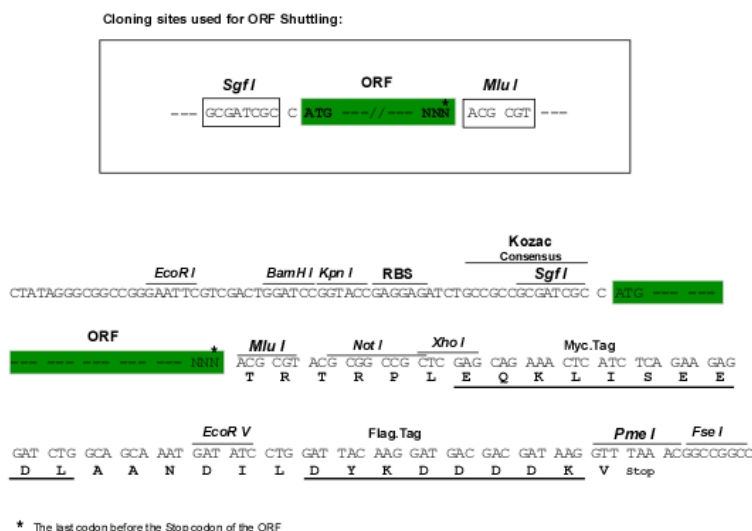 Cloning sites used for ORF Shuttling:
Sgf I ORF Mlu I
*
--- GCGATCGC C ATG ---//--- NNN ACG CGT ---
Kozac
Consensus
EcoR I BamH I Kpn I RBS Sgf I
CTATAGGGCGGCCGGGAATTCGTCGACTGGATCCGGTACCGAGGAGATCTGCCGCCGCGATCGC C ATG --- ---
ORF
* Mlu I Not I Xho I Myc.Tag
--- --- --- --- --- --- NNN ACG CGT ACG CGG CCG CTC GAG CAG AAA CTC ATC TCA GAA GAG
T R T R P L E Q K L I S E E
EcoR V Flag.Tag Pme I Fse I
GAT CTG GCA GCA AAT GAT ATC CTG GAT TAC AAG GAT GAC GAC GATAAG GTT TAA ACGGCCGGCC
D L A A N D I L D Y K D D D D K V Stop
* The last codon before the Stop codon of the ORF